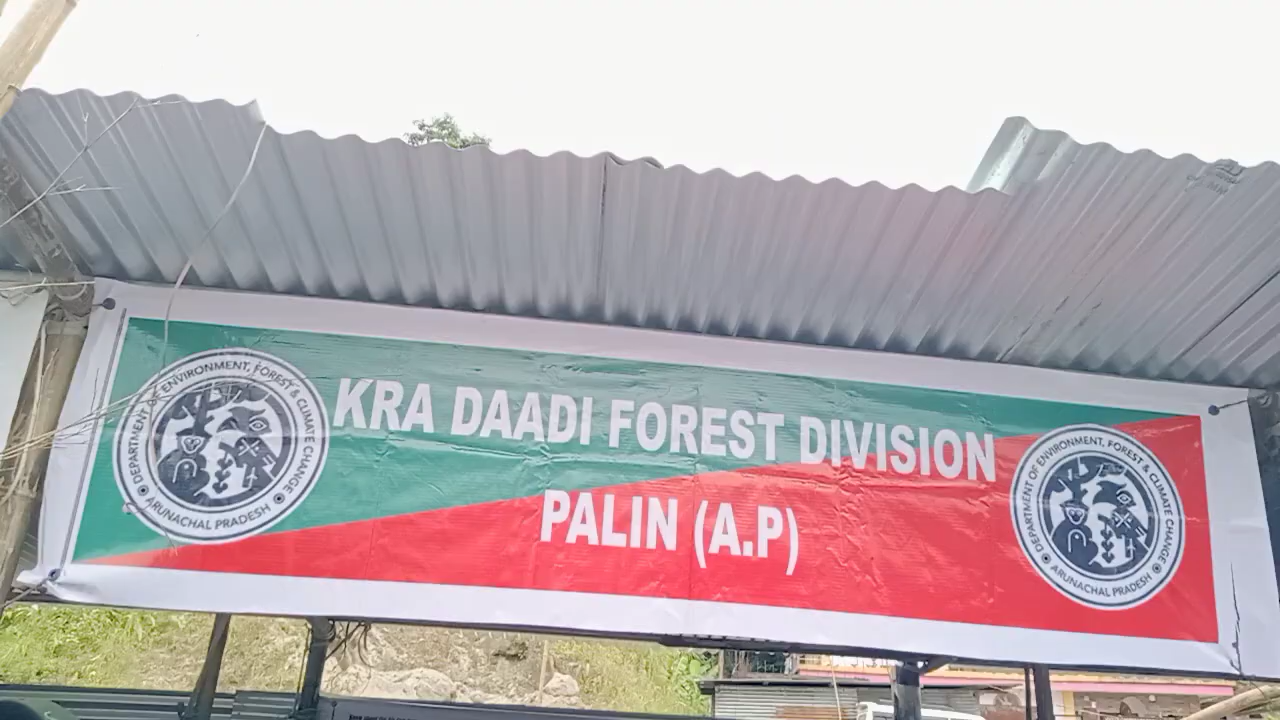 KRA DAADI FOREST DIVISION
PALIN (A.P)
DEPARTMENT OF ENVIRONMENT, FOREST & CLIMATE CHANGE
ARUNACHAL PRADESH
DEPARTMENT OF ENVIRONMENT, FOREST & CLIMATE CHANGE
ARUNACHAL PRADESH